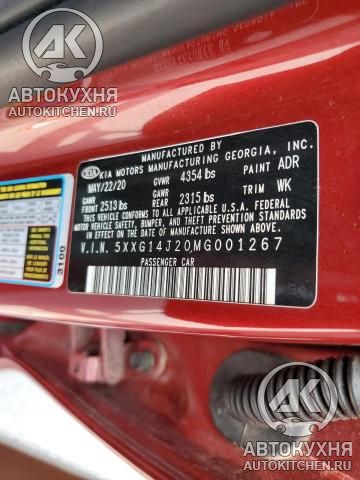 АВТОКУХНЯ
AUTOKITCHEN.RU
MANUFACTURED BY
KIA KIA MOTORS MANUFACTURING GEORGIA, INC.
MAY/22/20 GVWR 4354 lbs PAINT ADR
GAWR FRONT 2513 lbs GAWR REAR 2315 lbs TRIM WK
THIS VEHICLE CONFORMS TO ALL APPLICABLE U.S.A. FEDERAL
MOTOR VEHICLE SAFETY, BUMPER, AND THEFT PREVENTION STANDARDS
IN EFFECT ON THE DATE OF MANUFACTURE SHOWN ABOVE.
V.I.N. 5XXG14J20MG001267
PASSENGER CAR
3100
АК
АВТОКУХНЯ
AUTOKITCHEN.RU